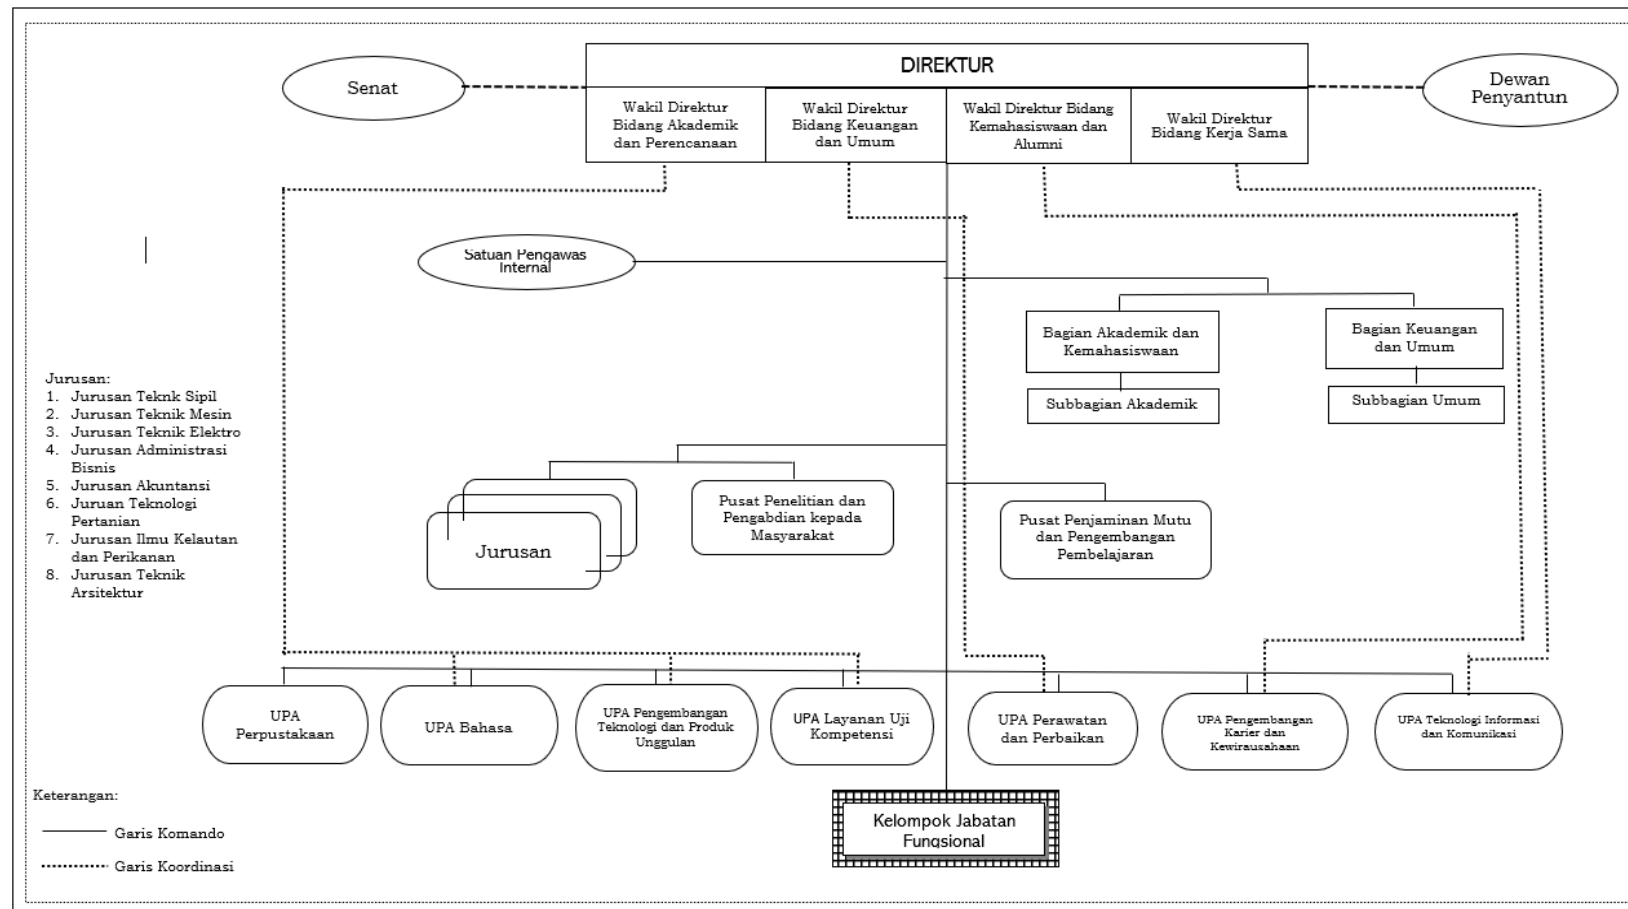 DIREKTUR
Senat
Dewan
Penyantun
Wakil Direktur
Bidang Akademik
dan Perencanaan
Wakil Direktur
Bidang Keuangan
dan Umum
Wakil Direktur Bidang
Kemahasiswaan dan
Alumni
Wakil Direktur
Bidang Kerja Sama
Satuan Pengawas
Internal
Bagian Akademik dan
Kemahasiswaan
Bagian Keuangan
dan Umum
Subbagian Akademik
Subbagian Umum
Jurusan:
1. Jurusan Teknk Sipil
2. Jurusan Teknik Mesin
3. Jurusan Teknik Elektro
4. Jurusan Administrasi
Bisnis
5. Jurusan Akuntansi
6. Juruan Teknologi
Pertanian
7. Jurusan Ilmu Kelautan
dan Perikanan
8. Jurusan Teknik
Arsitektur
Jurusan
Pusat Penelitian dan
Pengabdian kepada
Masyarakat
Pusat Penjaminan Mutu
dan Pengembangan
Pembelajaran
UPA
Perpustakaan
UPA Bahasa
UPA Pengembangan
Teknologi dan Produk
Unggulan
UPA Layanan Uji
Kompetensi
UPA Perawatan
dan Perbaikan
UPA Pengembangan
Karier dan
Kewirausahaan
UPA Teknologi Informasi
dan Komunikasi
Kelompok Jabatan
Fungsional
Keterangan:
Garis Komando
Garis Koordinasi